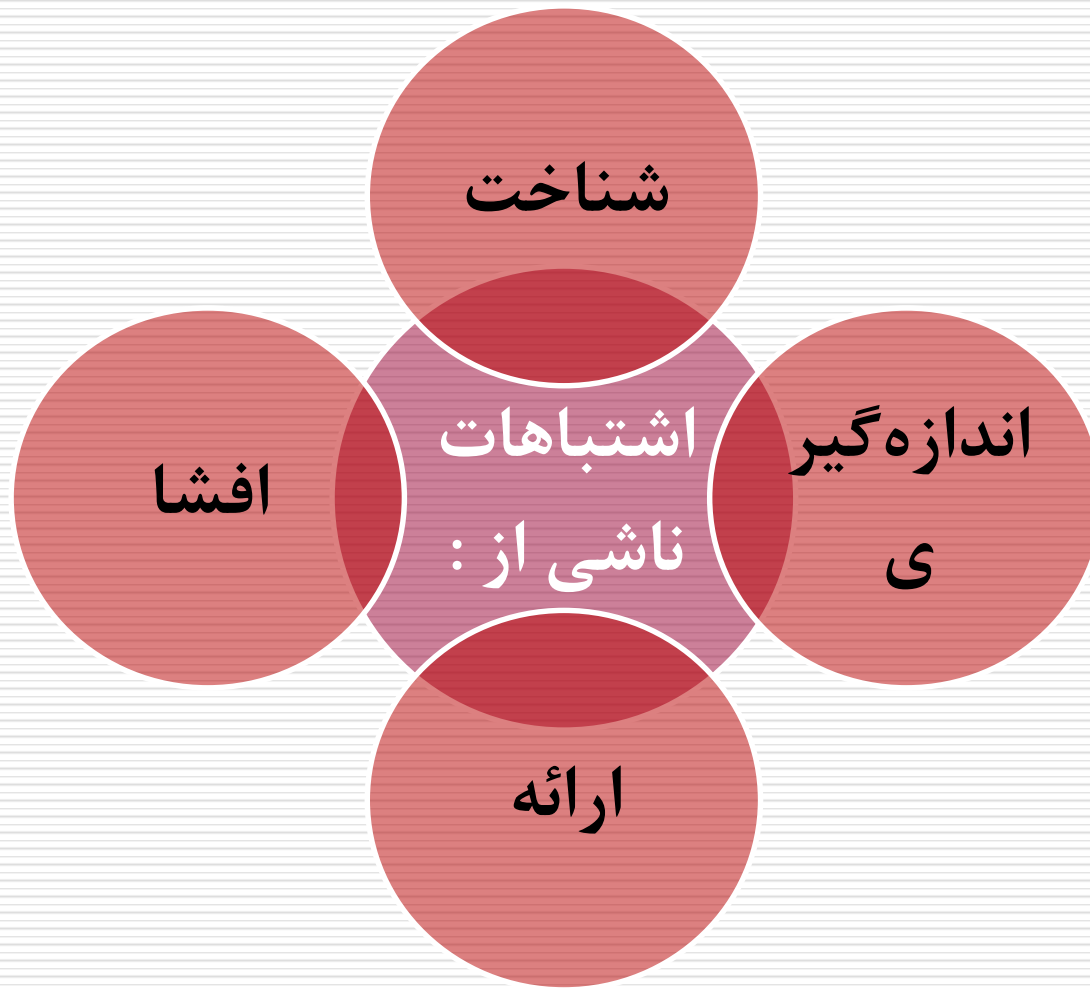 شناخت
اشتباهات
ناشی از :
اندازه‌گیر
ی
افشا
ارائه